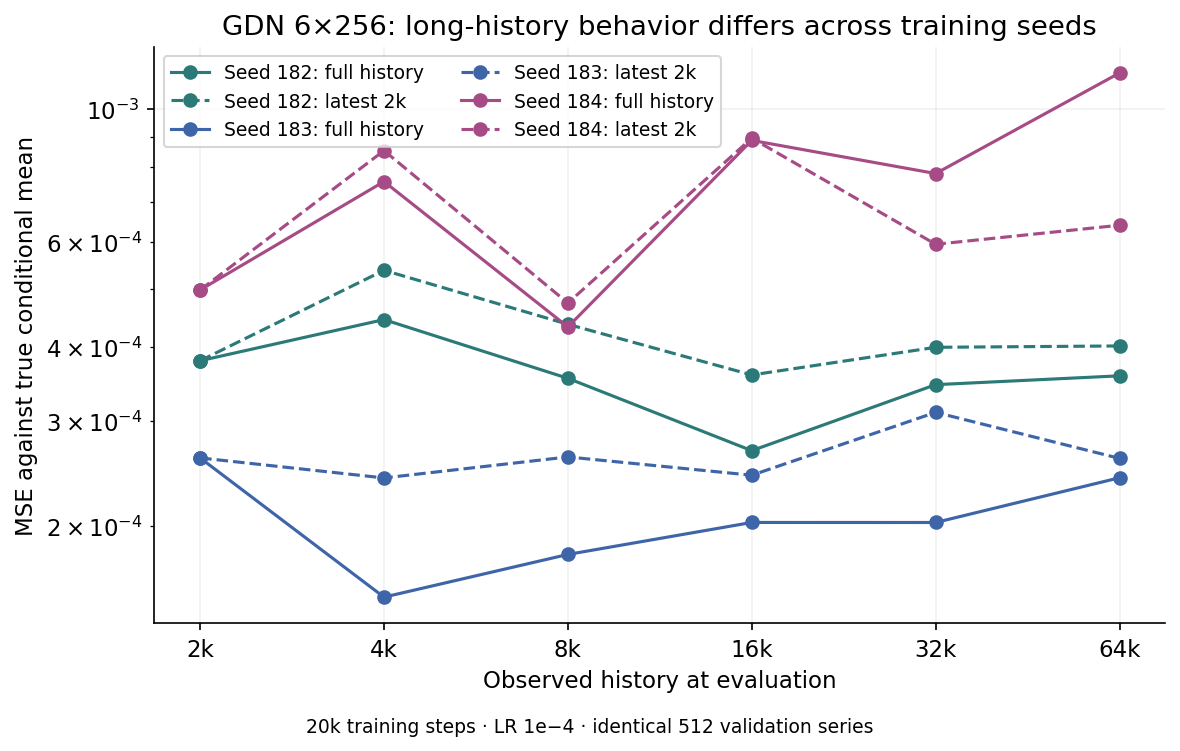 GDN 6×256: long-history behavior differs across training seeds
Seed 182: full history
Seed 182: latest 2k
Seed 183: full history
Seed 183: latest 2k
Seed 184: full history
Seed 184: latest 2k
MSE against true conditional mean
10⁻³
6 × 10⁻⁴
4 × 10⁻⁴
3 × 10⁻⁴
2 × 10⁻⁴
2k 4k 8k 16k 32k 64k
Observed history at evaluation
20k training steps · LR 1e−4 · identical 512 validation series